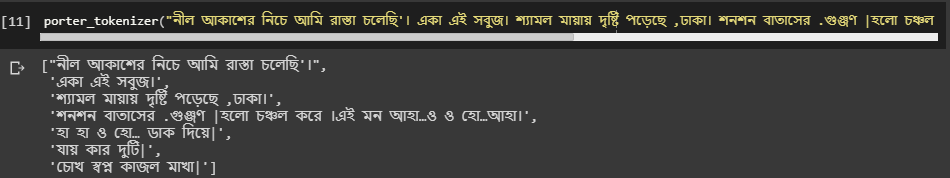 [11] porter_tokenizer("নীল আকাশের নিচে আমি রাস্তা চলেছি'। একা এই সবুজ। শ্যামল মায়ায় দৃষ্টি পড়েছে ,ঢাকা। শনশন বাতাসের .গুঞ্জণ |হলো চঞ্চল
["নীল আকাশের নিচে আমি রাস্তা চলেছি'।",
'একা এই সবুজ।',
'শ্যামল মায়ায় দৃষ্টি পড়েছে ,ঢাকা।',
'শনশন বাতাসের .গুঞ্জণ |হলো চঞ্চল করে ।এই মন আহা…ও ও হো…আহা।',
'হা হা ও হো… ডাক দিয়ে|',
'যায় কার দুটি|',
'চোখ স্বপ্ন কাজল মাখা|']